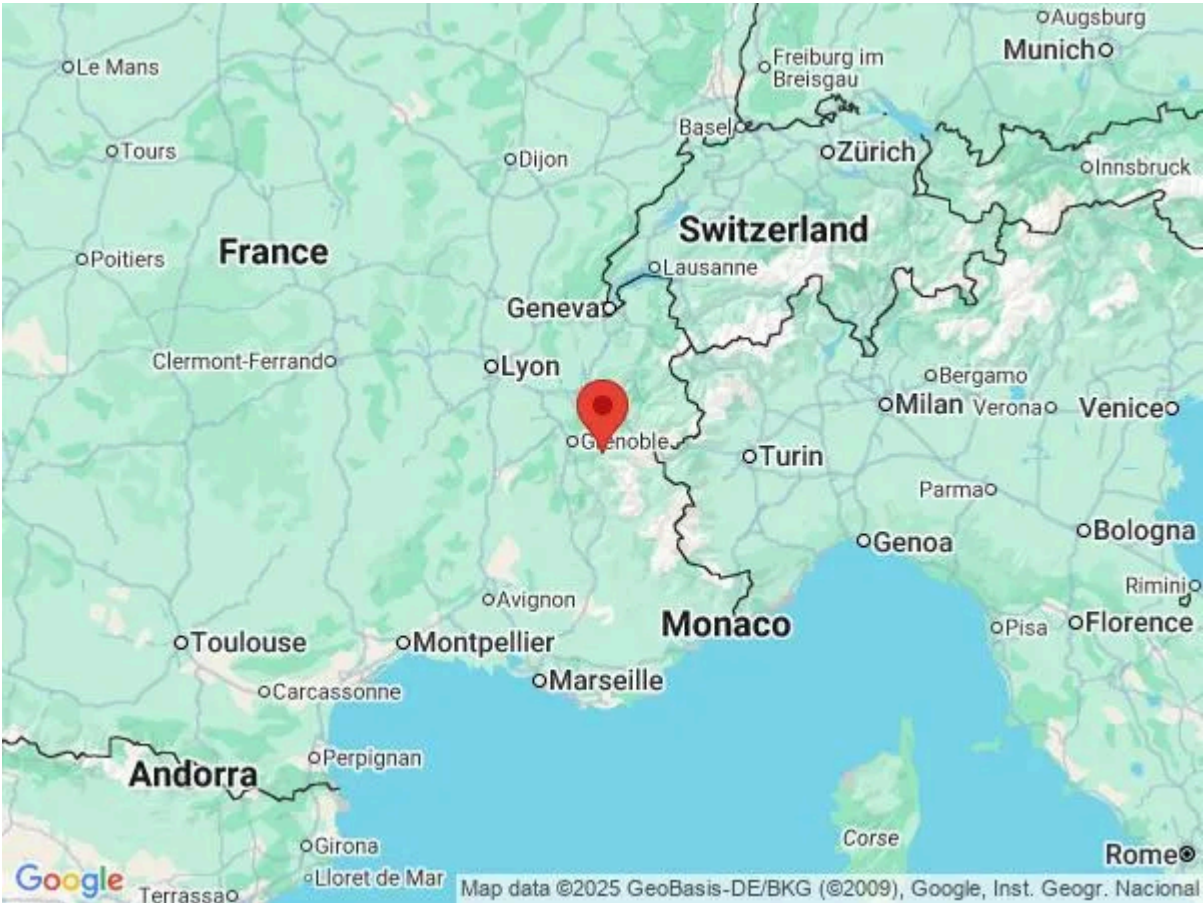 Augsburg
Munich
Le Mans
Freiburg im
Breisgau
Basel
Zürich
Tours
Dijon
Innsbruck
Switzerland
France
Poitiers
Lausanne
Geneva
Clermont-Ferrand
Lyon
Bergamo
Milan
Verona
Venice
Grenoble
Turin
Parma
Bologna
Genoa
Rimini
Avignon
Monaco
Pisa
Florence
Toulouse
Montpellier
Marseille
Carcassonne
Perpignan
Andorra
Corse
Girona
Rome
Google
Lloret de Mar
Terrassa
Map data ©2025 GeoBasis-DE/BKG (©2009), Google, Inst. Geogr. Nacional